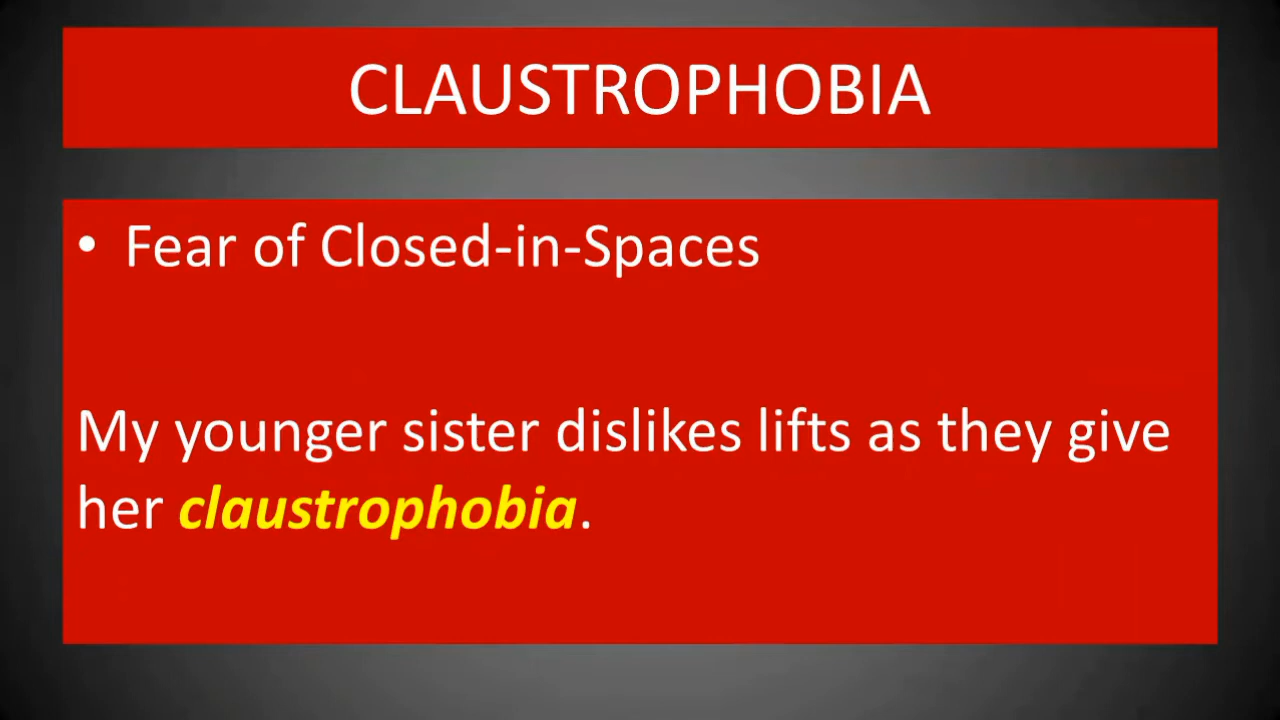 CLAUSTROPHOBIA
• Fear of Closed-in-Spaces
My younger sister dislikes lifts as they give
her claustrophobia.